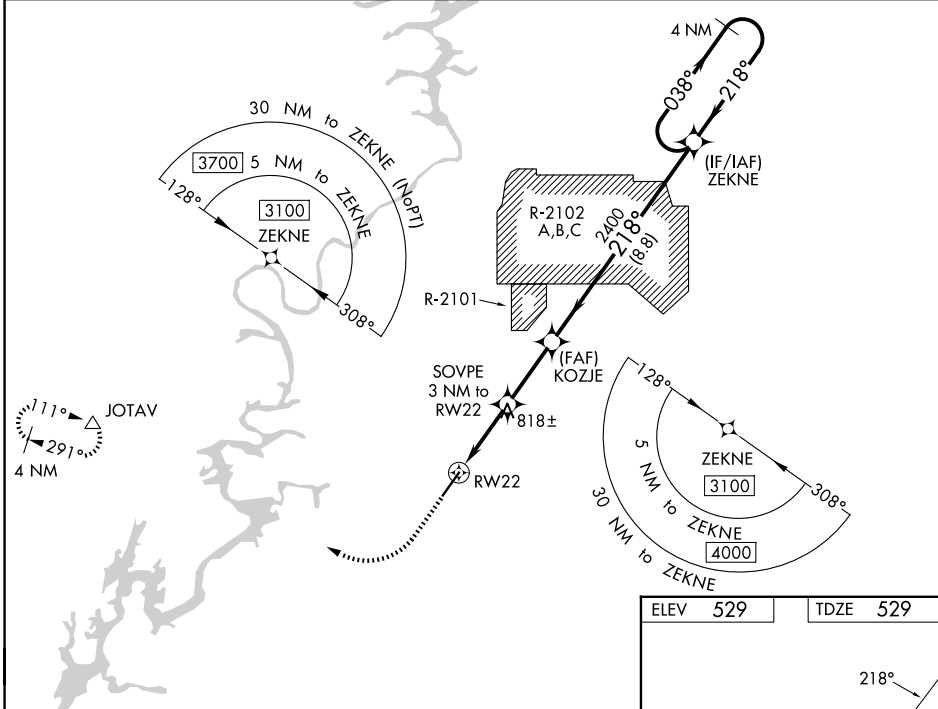 4 NM
038°
218°
(IF/IAF)
ZEKNE
30 NM to ZEKNE (NoPT)
3700
5 NM to ZEKNE
128°
3100
ZEKNE
308°
R-2102
A,B,C
2400
218°
(8.8)
R-2101
(FAF)
KOZJE
SOVPE
3 NM to
RW22
818±
RW22
111°
JOTAV
291°
4 NM
128°
ZEKNE
3100
308°
5 NM to ZEKNE
4000
30 NM to ZEKNE
ELEV 529
TDZE 529
218°